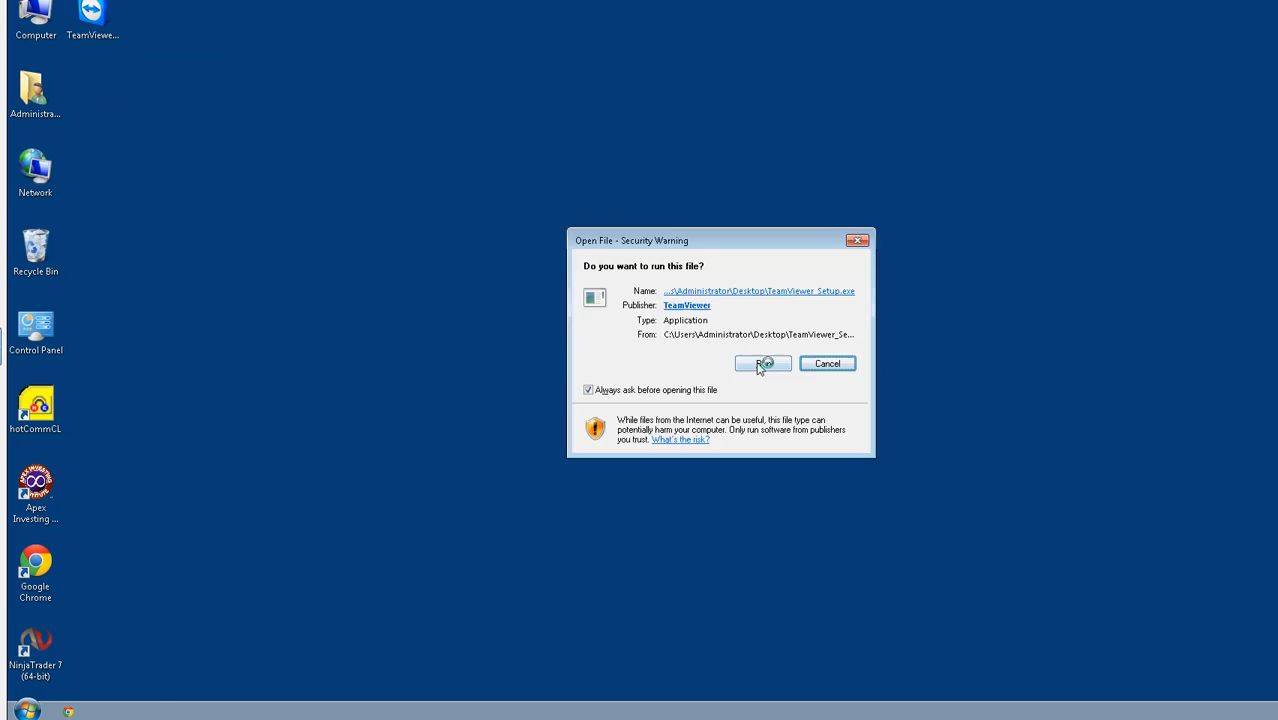 Computer
TeamViewe...
Administra...
Network
Recycle Bin
Control Panel
hotCommCL
Apex
Investing ...
Google
Chrome
NinjaTrader 7
(64-bit)
Open File - Security Warning
Do you want to run this file?
Name: ...s\Administrator\Desktop\TeamViewer_Setup.exe
Publisher: TeamViewer
Type: Application
From: C:\Users\Administrator\Desktop\TeamViewer_Se...
Cancel
Always ask before opening this file
While files from the Internet can be useful, this file type can
potentially harm your computer. Only run software from publishers
you trust. What's the risk?